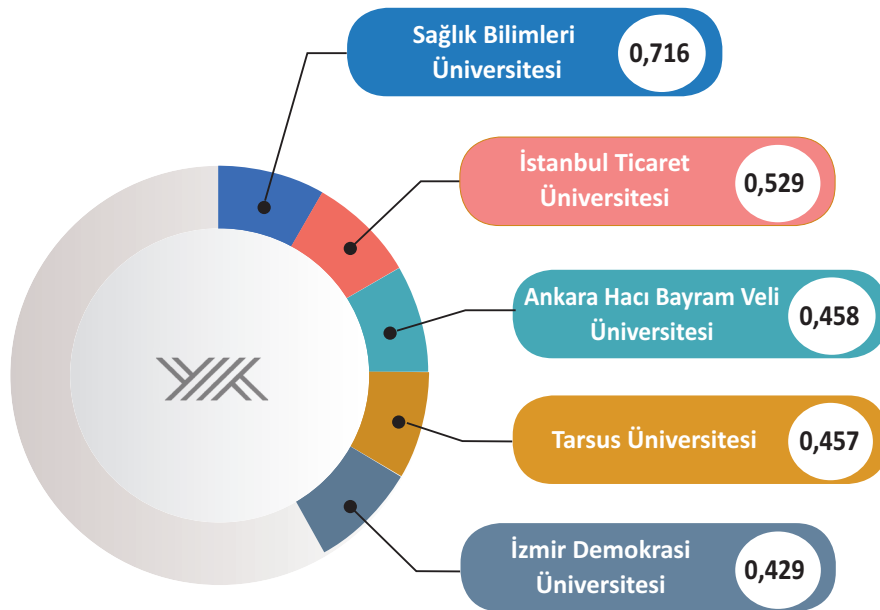 Sağlık Bilimleri
Üniversitesi
0,716
İstanbul Ticaret
Üniversitesi
0,529
Ankara Hacı Bayram Veli
Üniversitesi
0,458
Tarsus Üniversitesi
0,457
İzmir Demokrasi
Üniversitesi
0,429